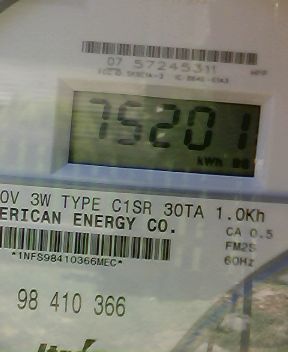 07 57245311
75201
kWh
0V 3W TYPE C1SR 30TA 1.0Kh
ERICAN ENERGY CO.
CA 0.5
FM2S
60Hz
*1NFS98410366MEC*
98 410 366